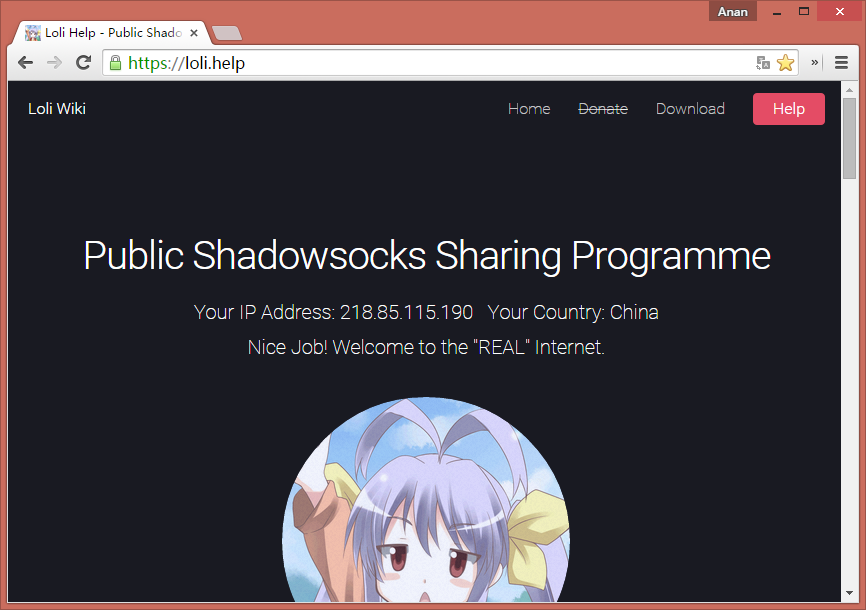 Anan
Loli Help - Public Shado
https://loli.help
Loli Wiki
Home Donate Download Help
Public Shadowsocks Sharing Programme
Your IP Address: 218.85.115.190 Your Country: China
Nice Job! Welcome to the "REAL" Internet.